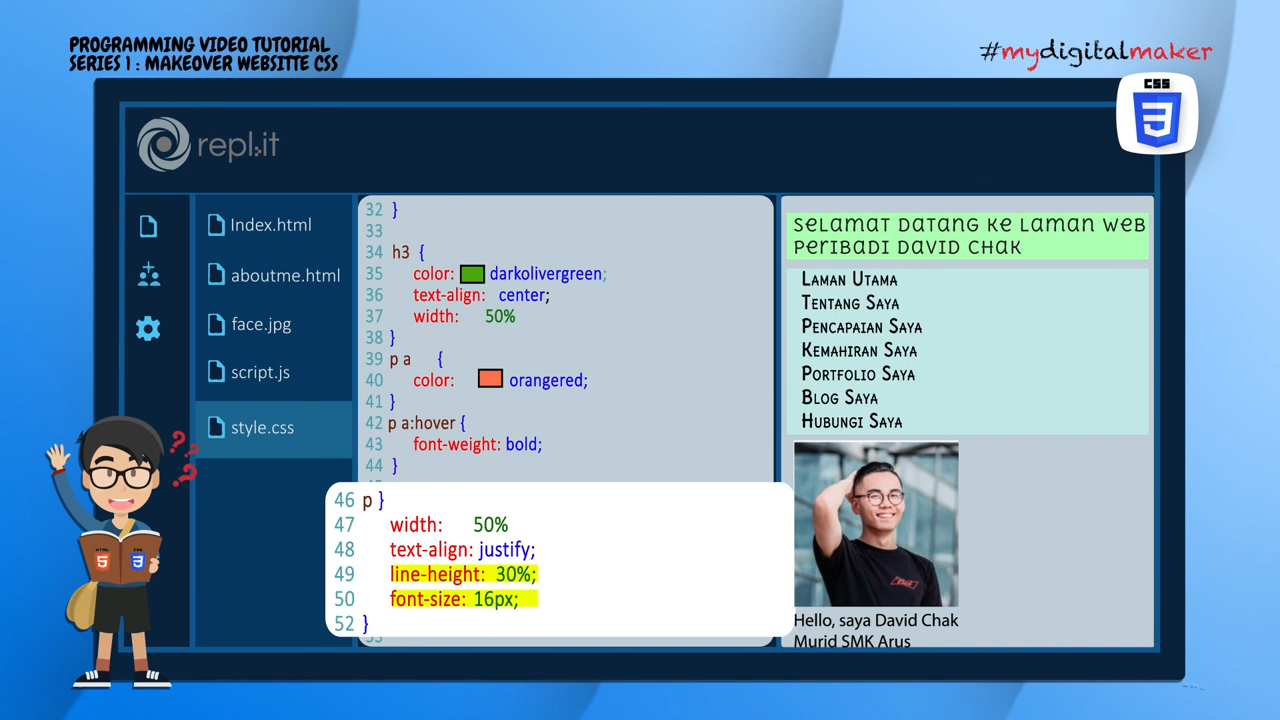 PROGRAMMING VIDEO TUTORIAL
SERIES 1 : MAKEOVER WEBSITTE CSS
#mydigitalmaker
CSS
3
repl.it
Index.html
aboutme.html
face.jpg
script.js
style.css
32 }
33
34 h3 {
35 color: darkolivergreen;
36 text-align: center;
37 width: 50%
38 }
39 p a {
40 color: orangered;
41 }
42 p a:hover {
43 font-weight: bold;
44 }
46 p }
47 width: 50%
48 text-align: justify;
49 line-height: 30%;
50 font-size: 16px;
52 }
SELAMAT DATANG KE LAMAN WEB
PERIBADI DAVID CHAK
LAMAN UTAMA
TENTANG SAYA
PENCAPAIAN SAYA
KEMAHIRAN SAYA
PORTFOLIO SAYA
BLOG SAYA
HUBUNGI SAYA
Hello, saya David Chak
Murid SMK Arus
HTML
5
CSS
3
??
?